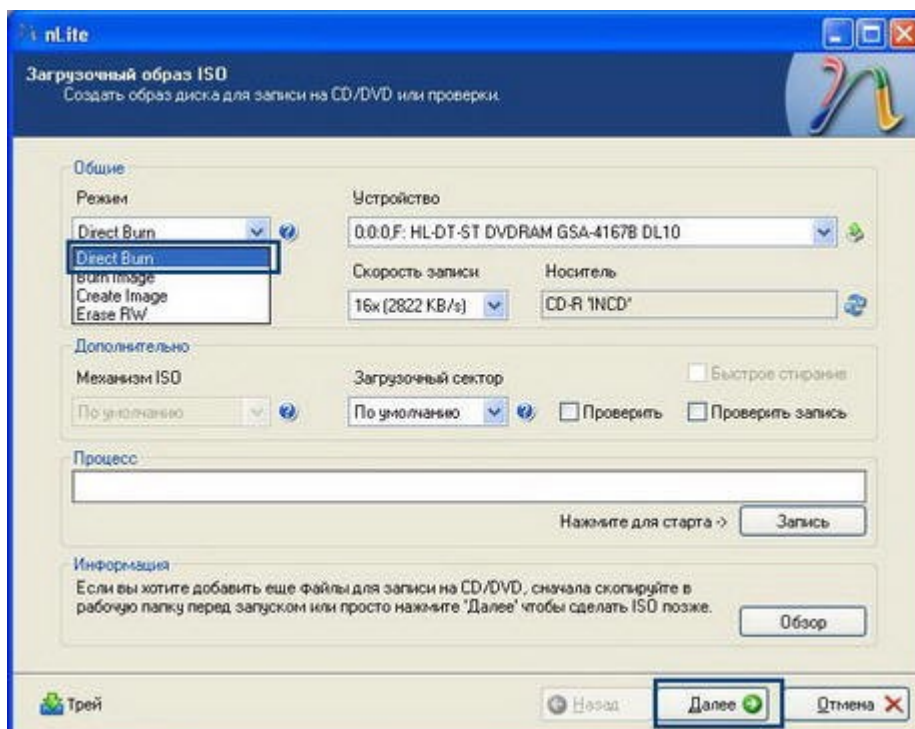 nLite
Загрузочный образ ISO
Создать образ диска для записи на CD/DVD или проверки.
Общие
Режим
Устройство
Direct Burn
0:0:0,F: HL-DT-ST DVDRAM GSA-4167B DL10
Direct Burn
Burn Image
Create Image
Erase RW
Скорость записи
Носитель
16x (2822 KB/s)
CD-R 'INCD'
Дополнительно
Механизм ISO
Загрузочный сектор
Быстрое стирание
По умолчанию
По умолчанию
Проверить
Проверить запись
Процесс
Нажмите для старта ->
Запись
Информация
Если вы хотите добавить еще файлы для записи на CD/DVD, сначала скопируйте в
рабочую папку перед запуском или просто нажмите 'Далее' чтобы сделать ISO позже.
Обзор
Трей
Назад
Далее
Отмена